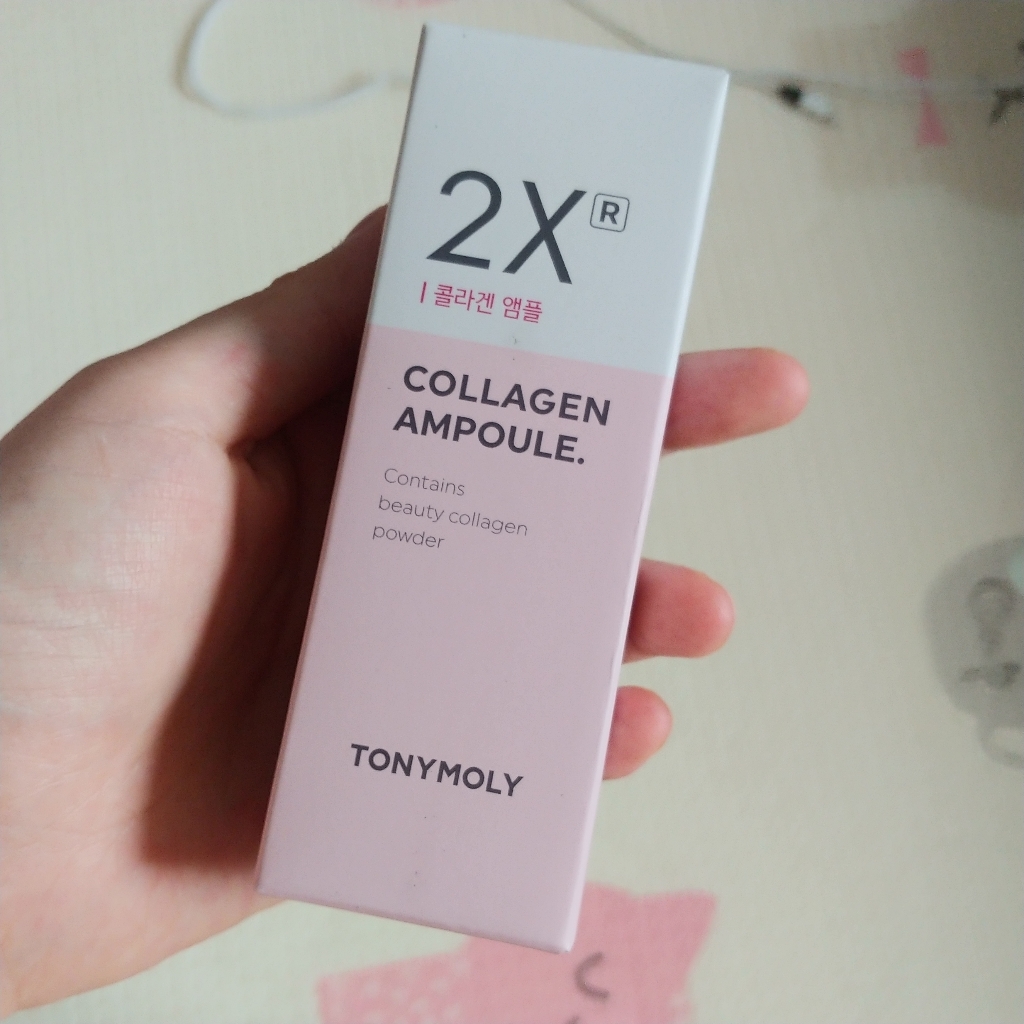 2X R
콜라겐 앰플
COLLAGEN
AMPOULE.
Contains
beauty collagen
powder
TONYMOLY